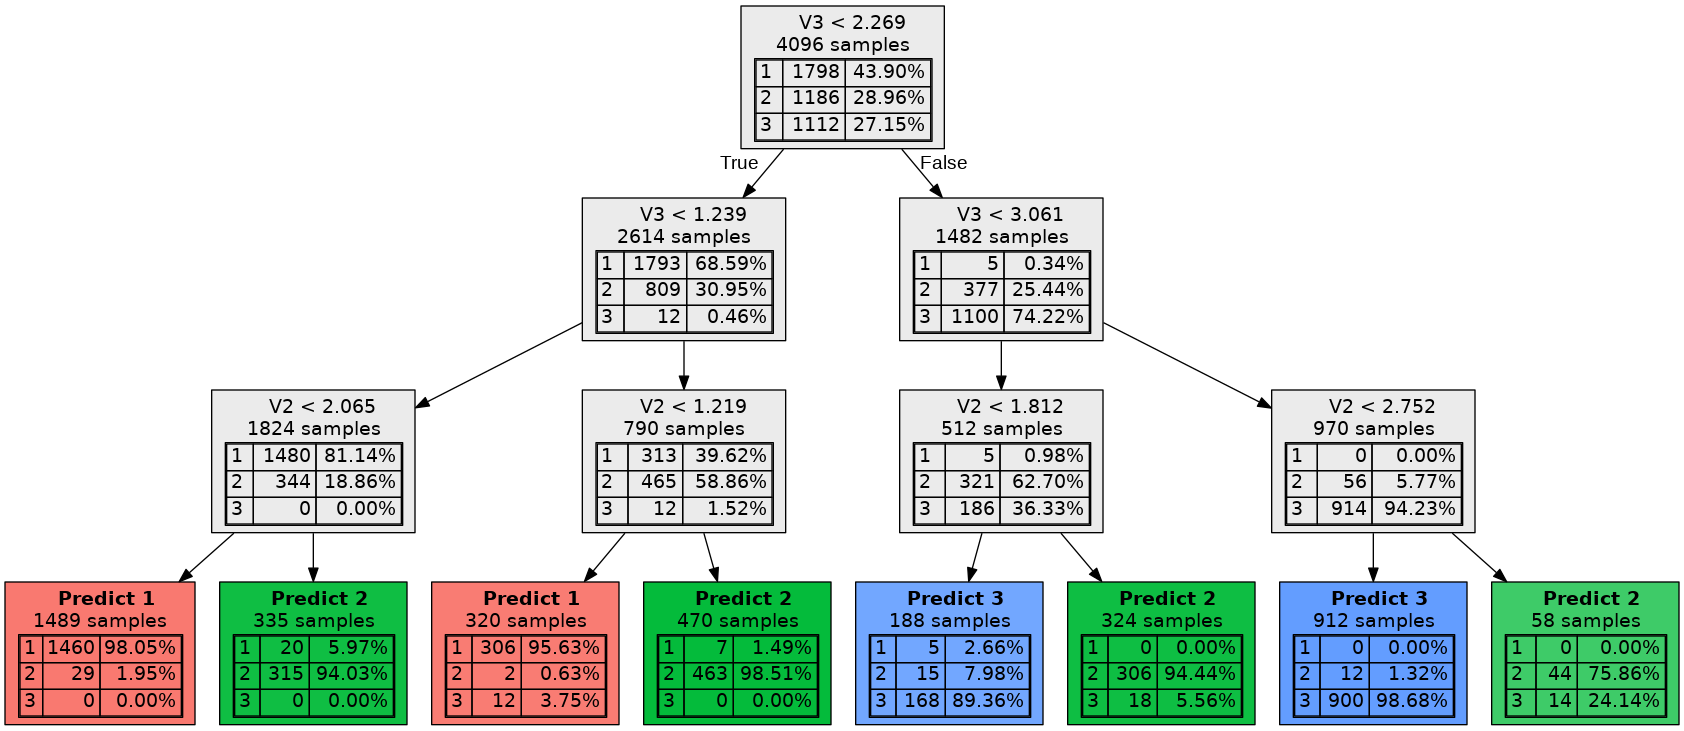 V3 < 2.269
4096 samples
1 1798 43.90%
2 1186 28.96%
3 1112 27.15%
True
False
V3 < 1.239
2614 samples
1 1793 68.59%
2 809 30.95%
3 12 0.46%
V3 < 3.061
1482 samples
1 5 0.34%
2 377 25.44%
3 1100 74.22%
V2 < 2.065
1824 samples
1 1480 81.14%
2 344 18.86%
3 0 0.00%
V2 < 1.219
790 samples
1 313 39.62%
2 465 58.86%
3 12 1.52%
V2 < 1.812
512 samples
1 5 0.98%
2 321 62.70%
3 186 36.33%
V2 < 2.752
970 samples
1 0 0.00%
2 56 5.77%
3 914 94.23%
Predict 1
1489 samples
1 1460 98.05%
2 29 1.95%
3 0 0.00%
Predict 2
335 samples
1 20 5.97%
2 315 94.03%
3 0 0.00%
Predict 1
320 samples
1 306 95.63%
2 2 0.63%
3 12 3.75%
Predict 2
470 samples
1 7 1.49%
2 463 98.51%
3 0 0.00%
Predict 3
188 samples
1 5 2.66%
2 15 7.98%
3 168 89.36%
Predict 2
324 samples
1 0 0.00%
2 306 94.44%
3 18 5.56%
Predict 3
912 samples
1 0 0.00%
2 12 1.32%
3 900 98.68%
Predict 2
58 samples
1 0 0.00%
2 44 75.86%
3 14 24.14%